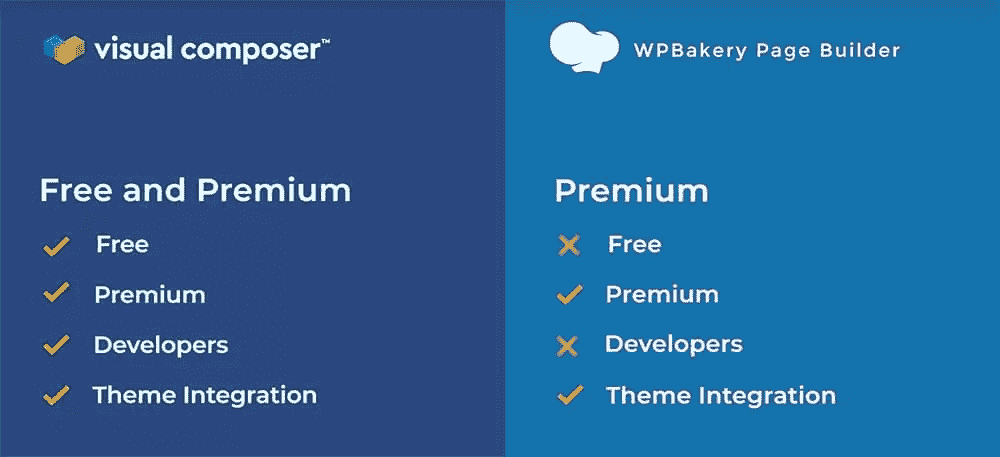 visual composer™
Free and Premium
Free
Premium
Developers
Theme Integration
WPBakery Page Builder
Premium
Free
Premium
Developers
Theme Integration